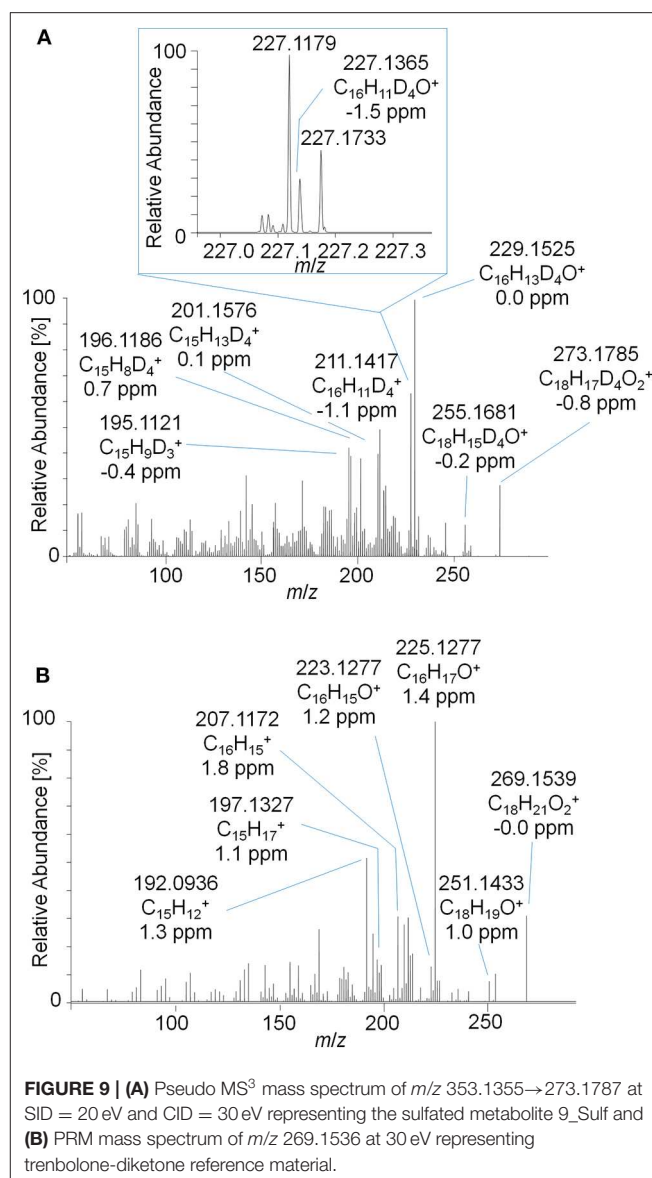 A
100
Relative Abundance
0
227.1179
227.1365
C₁₆H₁₁D₄O⁺
-1.5 ppm
227.1733
227.0 227.1 227.2 227.3
m/z
229.1525
C₁₆H₁₃D₄O⁺
0.0 ppm
100
Relative Abundance [%]
0
201.1576
C₁₅H₁₃D₄⁺
0.1 ppm
196.1186
C₁₅H₈D₄⁺
0.7 ppm
211.1417
C₁₆H₁₁D₄⁺
-1.1 ppm
273.1785
C₁₈H₁₇D₄O₂⁺
-0.8 ppm
195.1121
C₁₅H₉D₃⁺
-0.4 ppm
255.1681
C₁₈H₁₅D₄O⁺
-0.2 ppm
100 150 200 250
m/z
B
100
Relative Abundance [%]
0
225.1277
C₁₆H₁₇O⁺
1.4 ppm
223.1277
C₁₆H₁₅O⁺
1.2 ppm
207.1172
C₁₆H₁₅⁺
1.8 ppm
269.1539
C₁₈H₂₁O₂⁺
-0.0 ppm
197.1327
C₁₅H₁₇⁺
1.1 ppm
192.0936
C₁₅H₁₂⁺
1.3 ppm
251.1433
C₁₈H₁₉O⁺
1.0 ppm
100 150 200 250
m/z
FIGURE 9 | (A) Pseudo MS³ mass spectrum of m/z 353.1355→273.1787 at
SID = 20 eV and CID = 30 eV representing the sulfated metabolite 9_Sulf and
(B) PRM mass spectrum of m/z 269.1536 at 30 eV representing
trenbolone-diketone reference material.